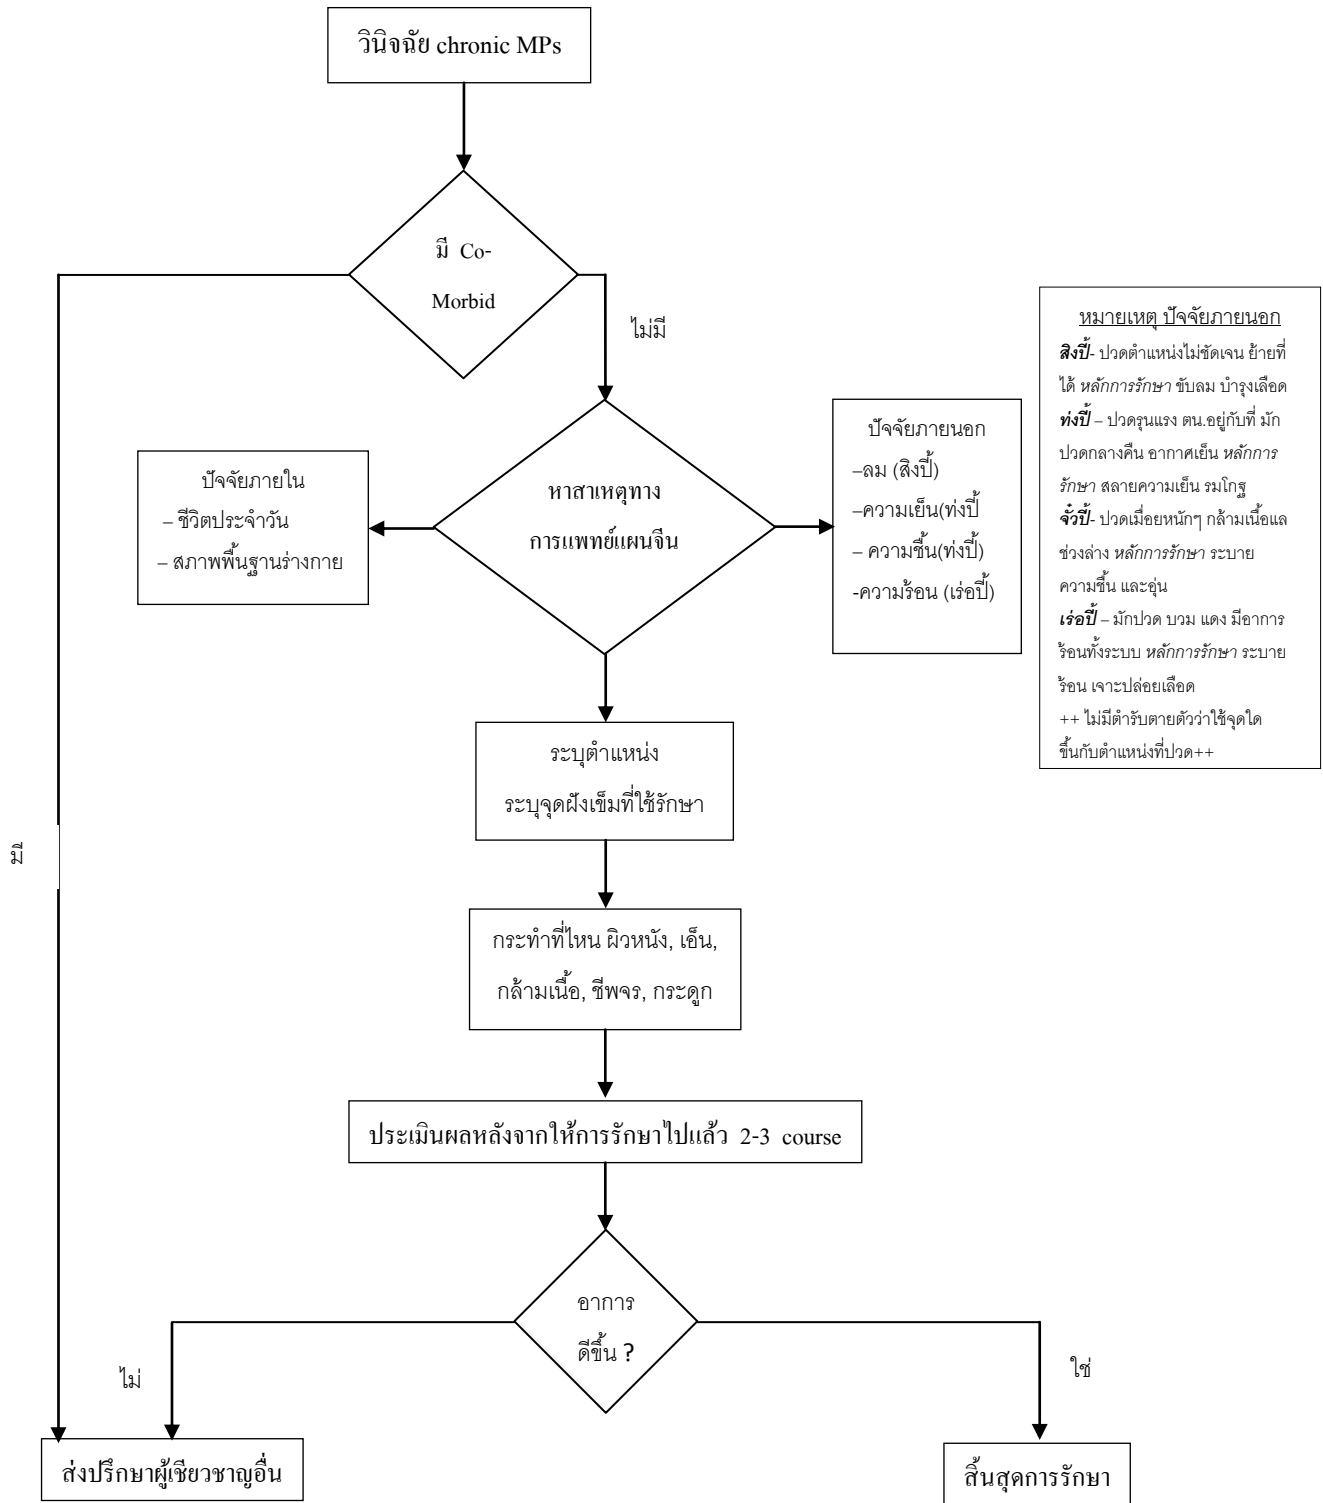 วินิจฉัย chronic MPs
มี Co-
Morbid
ไม่มี
หมายเหตุ ปัจจัยภายนอก
สิงปี้- ปวดตำแหน่งไม่ชัดเจน ย้ายที่
ได้ หลักการรักษา ขับลม บำรุงเลือด
ท่งปี้ – ปวดรุนแรง ตน.อยู่กับที่ มัก
ปวดกลางคืน อากาศเย็น หลักการ
รักษา สลายความเย็น รมโกฐ
จั๋วปี้- ปวดเมื่อยหนักๆ กล้ามเนื้อแล
ช่วงล่าง หลักการรักษา ระบาย
ความชื้น และอุ่น
เร่อปี้ – มักปวด บวม แดง มีอาการ
ร้อนทั้งระบบ หลักการรักษา ระบาย
ร้อน เจาะปล่อยเลือด
++ ไม่มีตำรับตายตัวว่าใช้จุดใด
ขึ้นกับตำแหน่งที่ปวด++
ปัจจัยภายใน
– ชีวิตประจำวัน
– สภาพพื้นฐานร่างกาย
หาสาเหตุทาง
การแพทย์แผนจีน
ปัจจัยภายนอก
–ลม (สิงปี้)
–ความเย็น(ท่งปี้
– ความชื้น(ท่งปี้)
-ความร้อน (เร่อปี้)
ระบุตำแหน่ง
ระบุจุดฝังเข็มที่ใช้รักษา
มี
กระทำที่ไหน ผิวหนัง, เอ็น,
กล้ามเนื้อ, ชีพจร, กระดูก
ประเมินผลหลังจากให้การรักษาไปแล้ว 2-3 course
อาการ
ดีขึ้น ?
ไม่
ใช่
ส่งปรึกษาผู้เชียวชาญอื่น
สิ้นสุดการรักษา